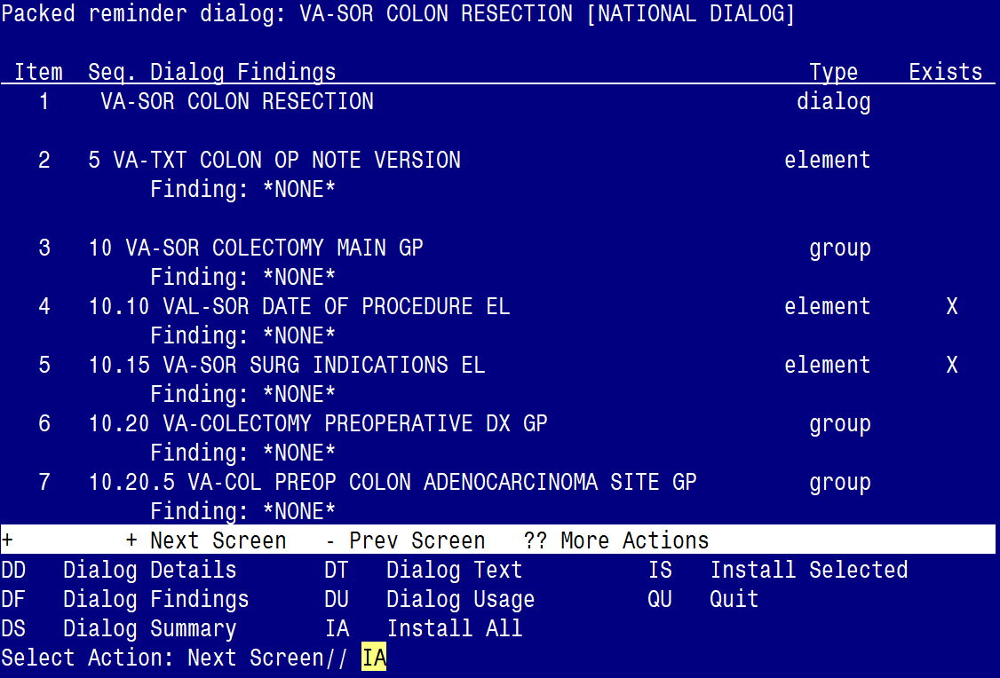 Packed reminder dialog: VA-SOR COLON RESECTION [NATIONAL DIALOG]
Item Seq. Dialog Findings Type Exists
1 VA-SOR COLON RESECTION dialog
2 5 VA-TXT COLON OP NOTE VERSION element
Finding: *NONE*
3 10 VA-SOR COLECTOMY MAIN GP group
Finding: *NONE*
4 10.10 VAL-SOR DATE OF PROCEDURE EL element X
Finding: *NONE*
5 10.15 VA-SOR SURG INDICATIONS EL element X
Finding: *NONE*
6 10.20 VA-COLECTOMY PREOPERATIVE DX GP group
Finding: *NONE*
7 10.20.5 VA-COL PREOP COLON ADENOCARCINOMA SITE GP group
Finding: *NONE*
+ + Next Screen - Prev Screen ?? More Actions
DD Dialog Details DT Dialog Text IS Install Selected
DF Dialog Findings DU Dialog Usage QU Quit
DS Dialog Summary IA Install All
Select Action: Next Screen// IA